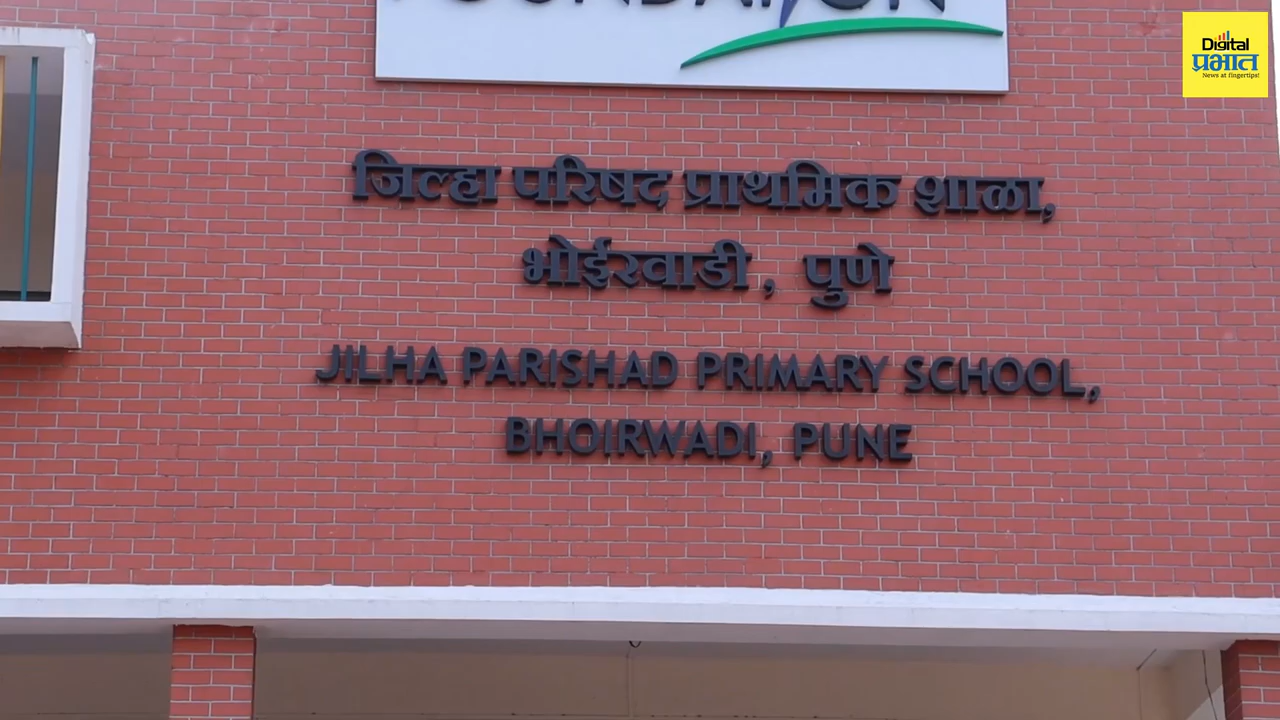 Digital
प्रभात
News at fingertips!
जिल्हा परिषद प्राथमिक शाळा,
भोईरवाडी, पुणे
JILHA PARISHAD PRIMARY SCHOOL,
BHOIRWADI, PUNE